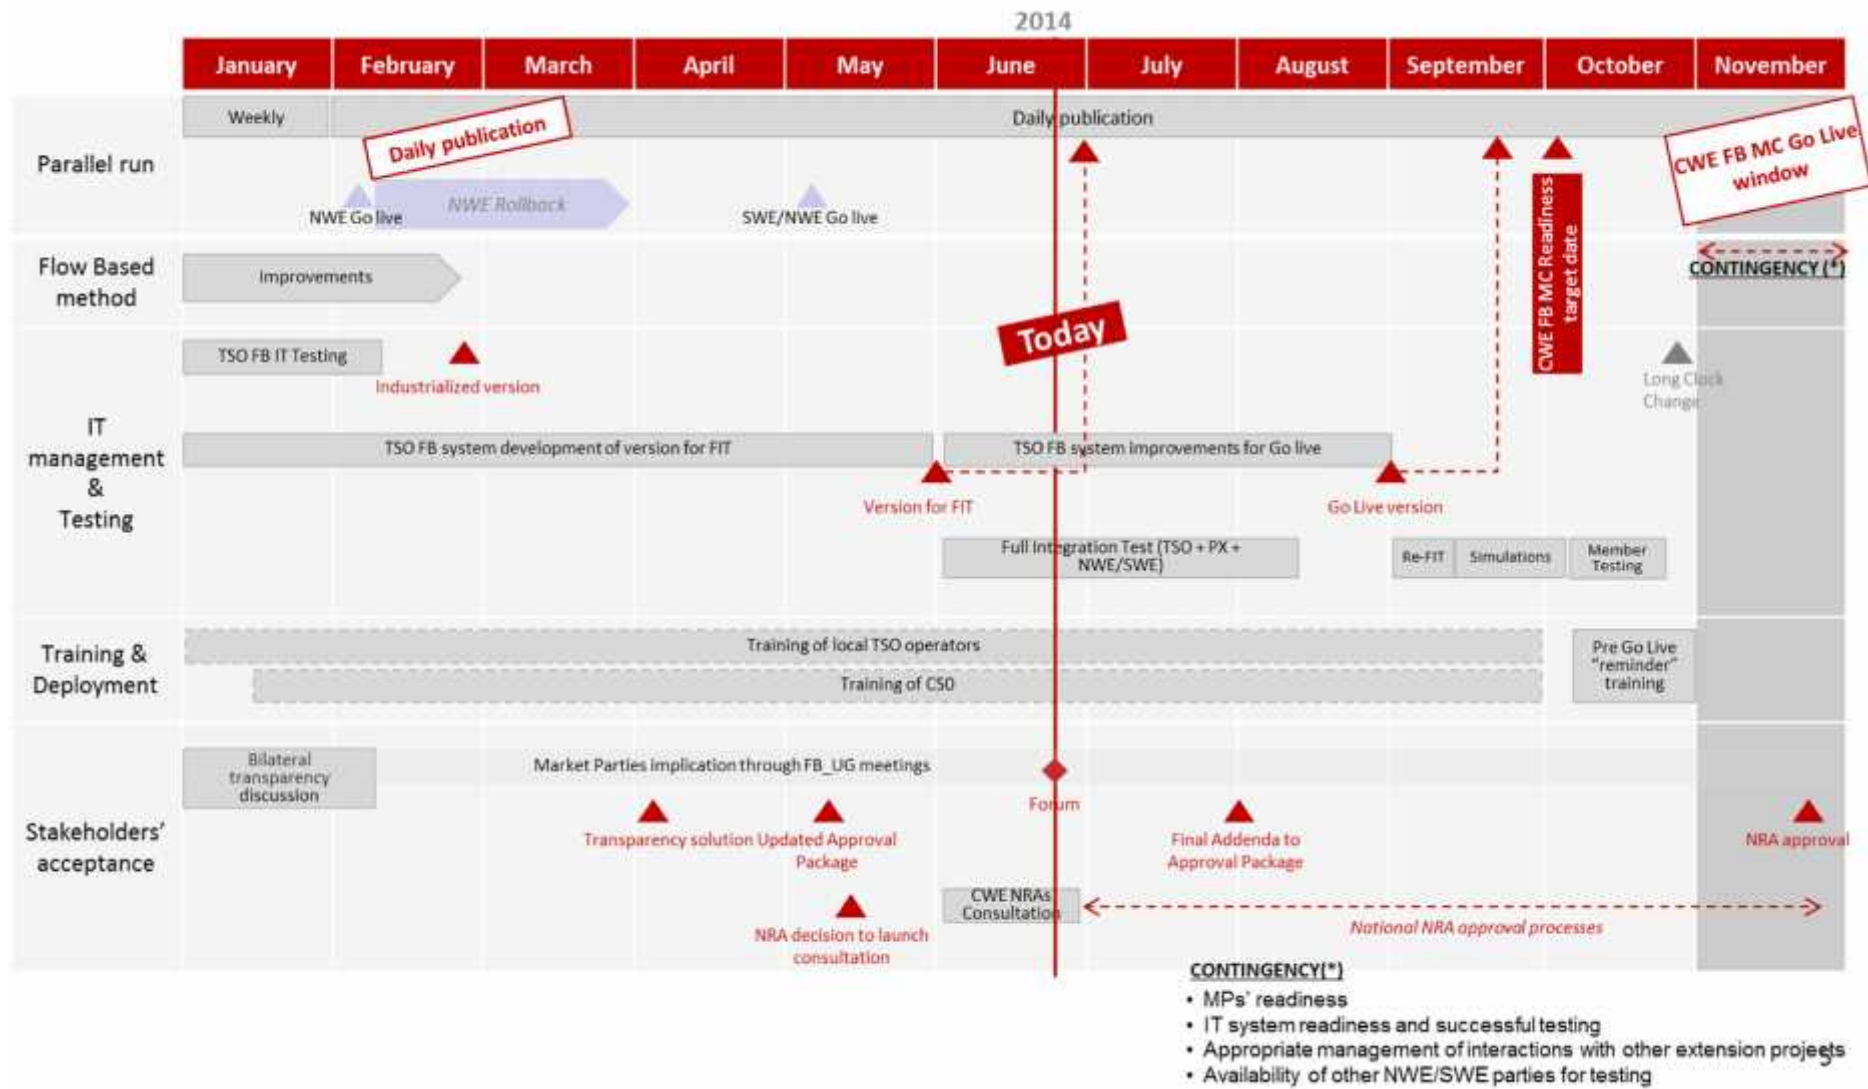 2014
January February March April May June July August September October November
Parallel run
Weekly
Daily publication
Daily publication
NWE Go live
NWE Rollback
SWE/NWE Go live
CWE FB MC Readiness
target date
CWE FB MC Go Live
window
Flow Based
method
Improvements
CONTINGENCY (*)
Today
IT
management
&
Testing
TSO FB IT Testing
Industrialized version
Long Clock
Change
TSO FB system development of version for FIT
TSO FB system improvements for Go live
Version for FIT
Go Live version
Full Integration Test (TSO + PX +
NWE/SWE)
Re-FIT
Simulations
Member
Testing
Training &
Deployment
Training of local TSO operators
Training of CS0
Pre Go Live
"reminder"
training
Stakeholders'
acceptance
Bilateral
transparency
discussion
Market Parties implication through FB_UG meetings
Forum
Transparency solution
Updated Approval
Package
Final Addenda to
Approval Package
NRA approval
NRA decision to launch
consultation
CWE NRAs
Consultation
National NRA approval processes
CONTINGENCY(*)
• MPs' readiness
• IT system readiness and successful testing
• Appropriate management of interactions with other extension projects
• Availability of other NWE/SWE parties for testing
5